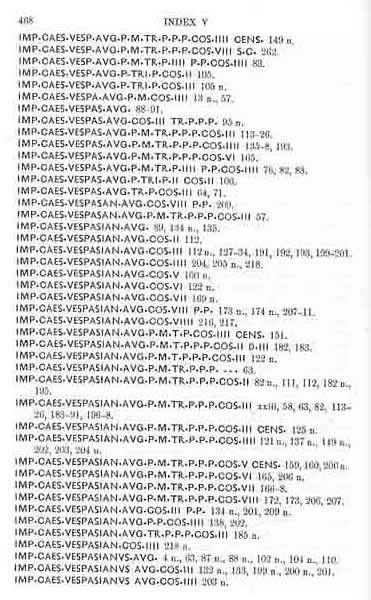 468 INDEX V
IMP·CAES·VESP·AVG·P·M·TR·P·P·P·COS·IIII CENS· 149 n.
IMP·CAES·VESP·AVG·P·M·TR·P·P·P·COS·VIII S·C· 262.
IMP·CAES·VESP·AVG·P·M·TR·P·IIII P·P·COS·IIII 83.
IMP·CAES·VESP·AVG·P·TRI·P·COS·II 105.
IMP·CAES·VESP·AVG·P·TRI·P·COS·III 105 n.
IMP·CAES·VESPA·AVG·P·M·COS·IIII 13 n., 57.
IMP·CAES·VESPAS·AVG· 88-91.
IMP·CAES·VESPAS·AVG·COS·III TR·P·P·P· 95 n.
IMP·CAES·VESPAS·AVG·P·M·TR·P·P·P·COS·III 113-26.
IMP·CAES·VESPAS·AVG·P·M·TR·P·P·P·COS·IIII 135-8, 193.
IMP·CAES·VESPAS·AVG·P·M·TR·P·P·P·COS·VI 165.
IMP·CAES·VESPAS·AVG·P·M·TR·P·IIII P·P·COS·IIII 76, 82, 83.
IMP·CAES·VESPAS·AVG·P·TRI·P·II COS·II 106.
IMP·CAES·VESPAS·AVG·TR·P·COS·III 64, 71.
IMP·CAES·VESPASAN·AVG·COS·VIII P·P· 209.
IMP·CAES·VESPASAN·AVG·P·M·TR·P·P·P·COS·III 57.
IMP·CAES·VESPASIAN·AVG· 89, 134 n., 135.
IMP·CAES·VESPASIAN·AVG·COS·II 112.
IMP·CAES·VESPASIAN·AVG·COS·III 112 n., 127-34, 191, 192, 193, 199-201.
IMP·CAES·VESPASIAN·AVG·COS·IIII 204, 205 n., 218.
IMP·CAES·VESPASIAN·AVG·COS·V 160 n.
IMP·CAES·VESPASIAN·AVG·COS·VI 122 n.
IMP·CAES·VESPASIAN·AVG·COS·VII 169 n.
IMP·CAES·VESPASIAN·AVG·COS·VIII P·P· 173 n., 174 n., 207-11.
IMP·CAES·VESPASIAN·AVG·COS·VIIII 216, 217.
IMP·CAES·VESPASIAN·AVG·P·M·T·P·COS·IIII CENS· 151.
IMP·CAES·VESPASIAN·AVG·P·M·T·P·P·P·COS·II D·III 182, 183.
IMP·CAES·VESPASIAN·AVG·P·M·T·P·P·P·COS·III 122 n.
IMP·CAES·VESPASIAN·AVG·P·M·TR·P·P·P· --- 63.
IMP·CAES·VESPASIAN·AVG·P·M·TR·P·P·P·COS·II 82 n., 111, 112, 182 n.,
195.
IMP·CAES·VESPASIAN·AVG·P·M·TR·P·P·P·COS·III xxiii, 58, 63, 82, 113-
26, 183-91, 196-8.
IMP·CAES·VESPASIAN·AVG·P·M·TR·P·P·P·COS·III CENS· 125 n.
IMP·CAES·VESPASIAN·AVG·P·M·TR·P·P·P·COS·IIII 121 n., 137 n., 149 n.,
202, 203, 204 n.
IMP·CAES·VESPASIAN·AVG·P·M·TR·P·P·P·COS·V CENS· 159, 160, 206 n.
IMP·CAES·VESPASIAN·AVG·P·M·TR·P·P·P·COS·VI 165, 206 n.
IMP·CAES·VESPASIAN·AVG·P·M·TR·P·P·P·COS·VII 166-8.
IMP·CAES·VESPASIAN·AVG·P·M·TR·P·P·P·COS·VIII 172, 173, 206, 207.
IMP·CAES·VESPASIAN·AVG·COS·III P·P· 134 n., 201, 209 n.
IMP·CAES·VESPASIAN·AVG·P·P·COS·IIII 138, 202.
IMP·CAES·VESPASIAN·AVG·TR·P·P·P·COS·III 185 n.
IMP·CAES·VESPASIAN·COS·IIII 218 n.
IMP·CAES·VESPASIANVS·AVG· 4 n., 63, 87 n., 88 n., 102 n., 104 n., 110.
IMP·CAES·VESPASIANVS AVG·COS·III 132 n., 133, 199 n., 200 n., 201.
IMP·CAES·VESPASIANVS AVG·COS·IIII 203 n.